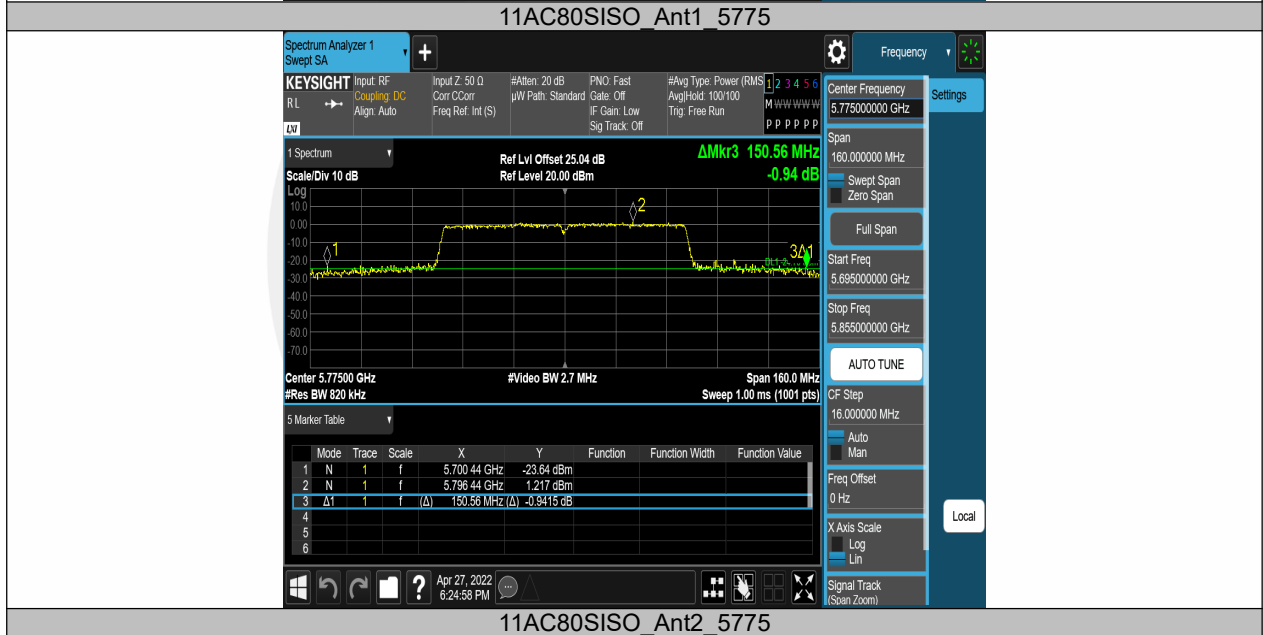 11AC80SISO_Ant1_5775
Spectrum Analyzer 1
Swept SA
+
Frequency
KEYSIGHT
RL
LXI
Input: RF
Coupling: DC
Align: Auto
Input Z: 50 Ω
Corr CCorr
Freq Ref: Int (S)
#Atten: 20 dB
µW Path: Standard
PNO: Fast
Gate: Off
IF Gain: Low
Sig Track: Off
#Avg Type: Power (RMS
Avg|Hold: 100/100
Trig: Free Run
1 2 3 4 5 6
M W W W W W
P P P P P P
1 Spectrum
Scale/Div 10 dB
Ref Lvl Offset 25.04 dB
Ref Level 20.00 dBm
ΔMkr3 150.56 MHz
-0.94 dB
Log
10.0
0.00
-10.0
-20.0
-30.0
-40.0
-50.0
-60.0
-70.0
1
2
3Δ1
Center 5.77500 GHz
#Res BW 820 kHz
#Video BW 2.7 MHz
Span 160.0 MHz
Sweep 1.00 ms (1001 pts)
5 Marker Table
Mode Trace Scale X Y Function Function Width Function Value
1 N 1 f 5.700 44 GHz -23.64 dBm
2 N 1 f 5.796 44 GHz 1.217 dBm
3 Δ1 1 f (Δ) 150.56 MHz (Δ) -0.9415 dB
4
5
6
?
Apr 27, 2022
6:24:58 PM
Center Frequency
5.775000000 GHz
Settings
Span
160.000000 MHz
Swept Span
Zero Span
Full Span
Start Freq
5.695000000 GHz
Stop Freq
5.855000000 GHz
AUTO TUNE
CF Step
16.000000 MHz
Auto
Man
Freq Offset
0 Hz
X Axis Scale
Log
Lin
Local
Signal Track
(Span Zoom)
11AC80SISO_Ant2_5775